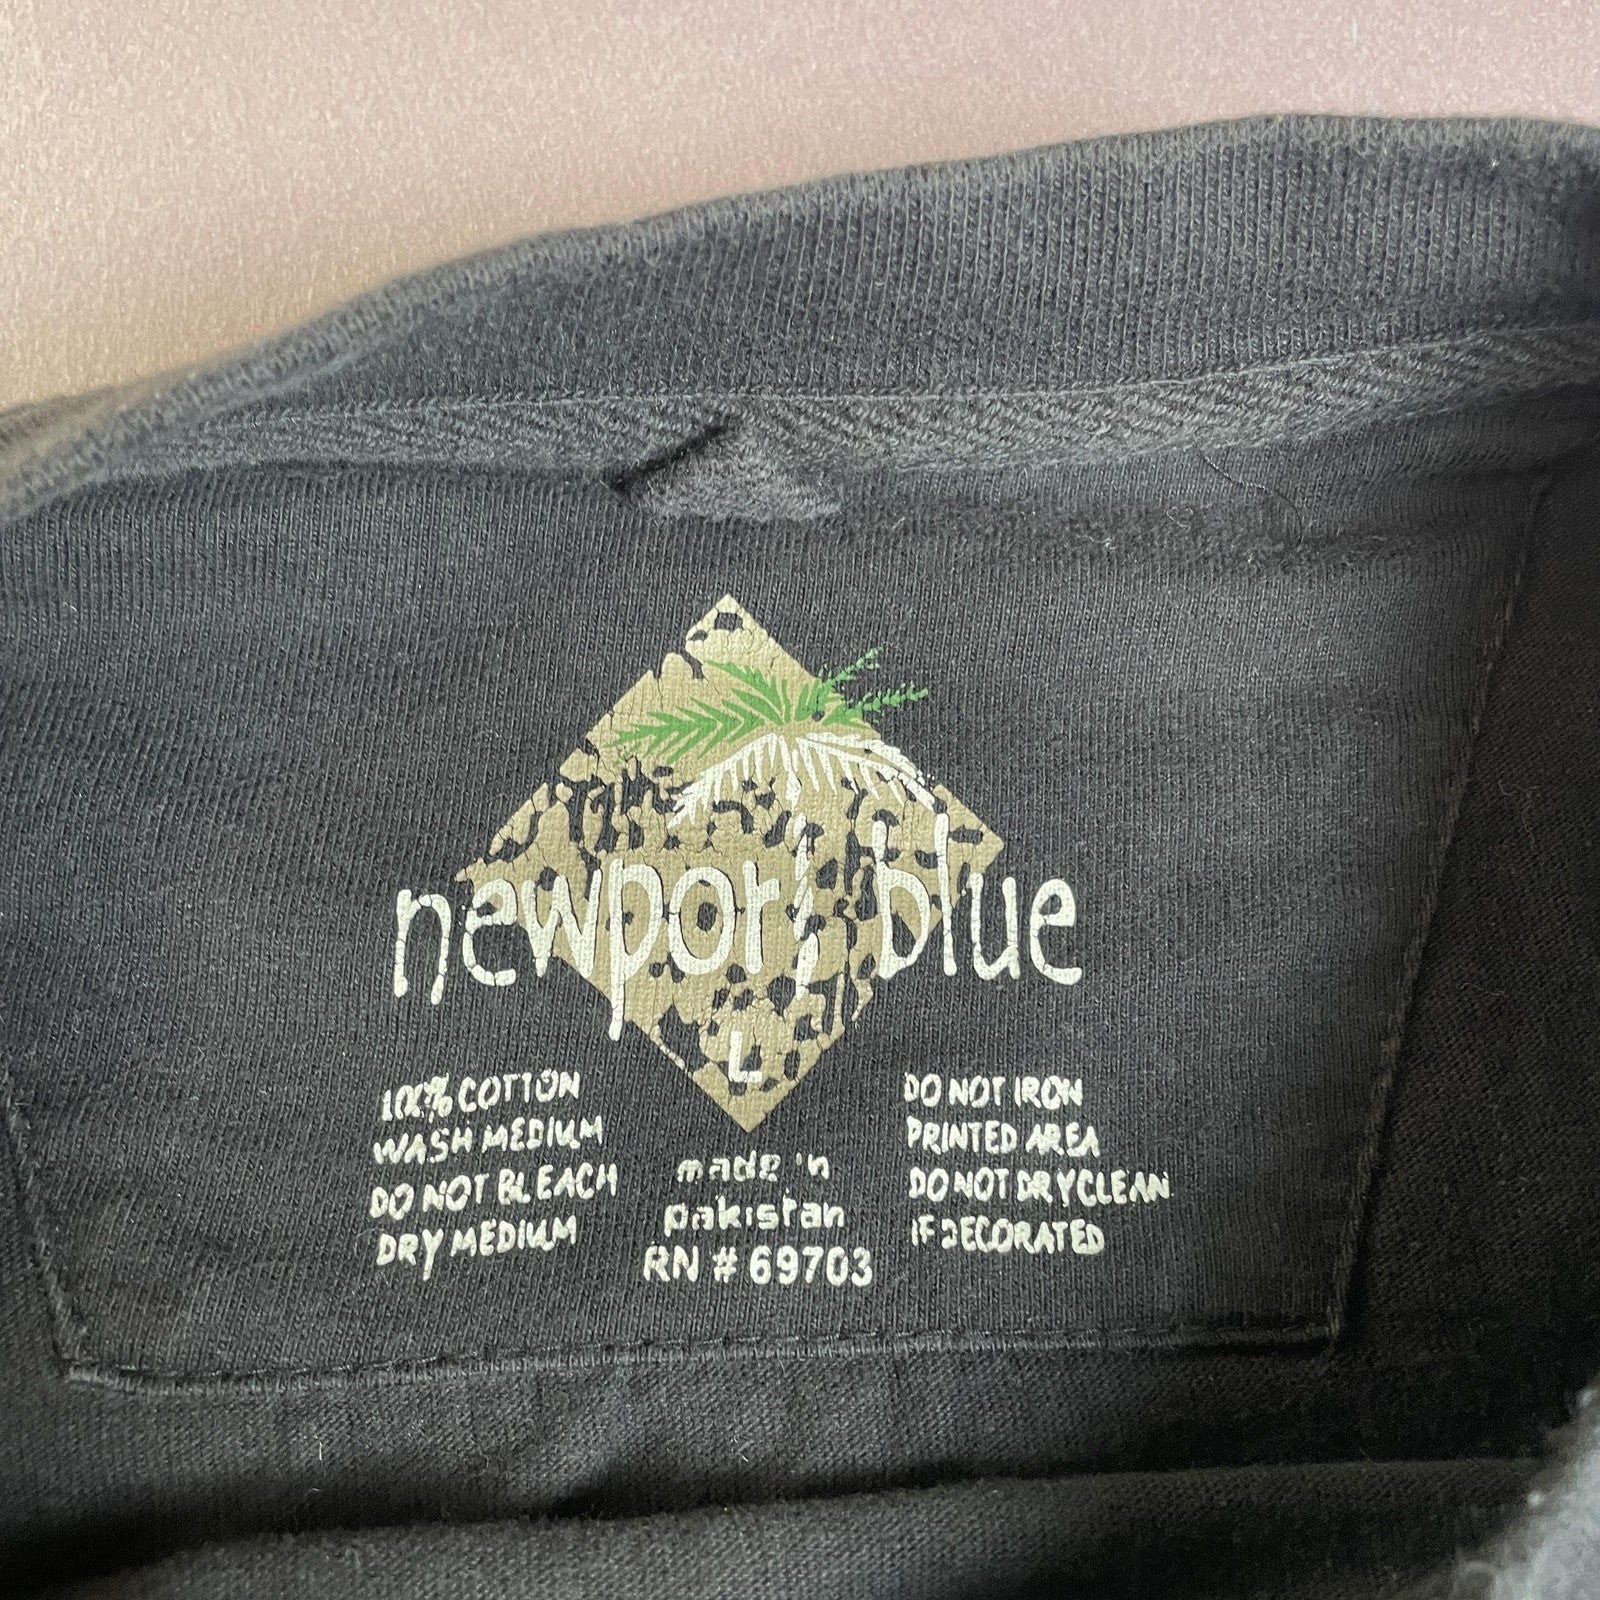 newport blue
L
100% COTTON
WASH MEDIUM
DO NOT BLEACH
DRY MEDIUM
made in
pakistan
RN # 69703
DO NOT IRON
PRINTED AREA
DO NOT DRYCLEAN
IF DECORATED